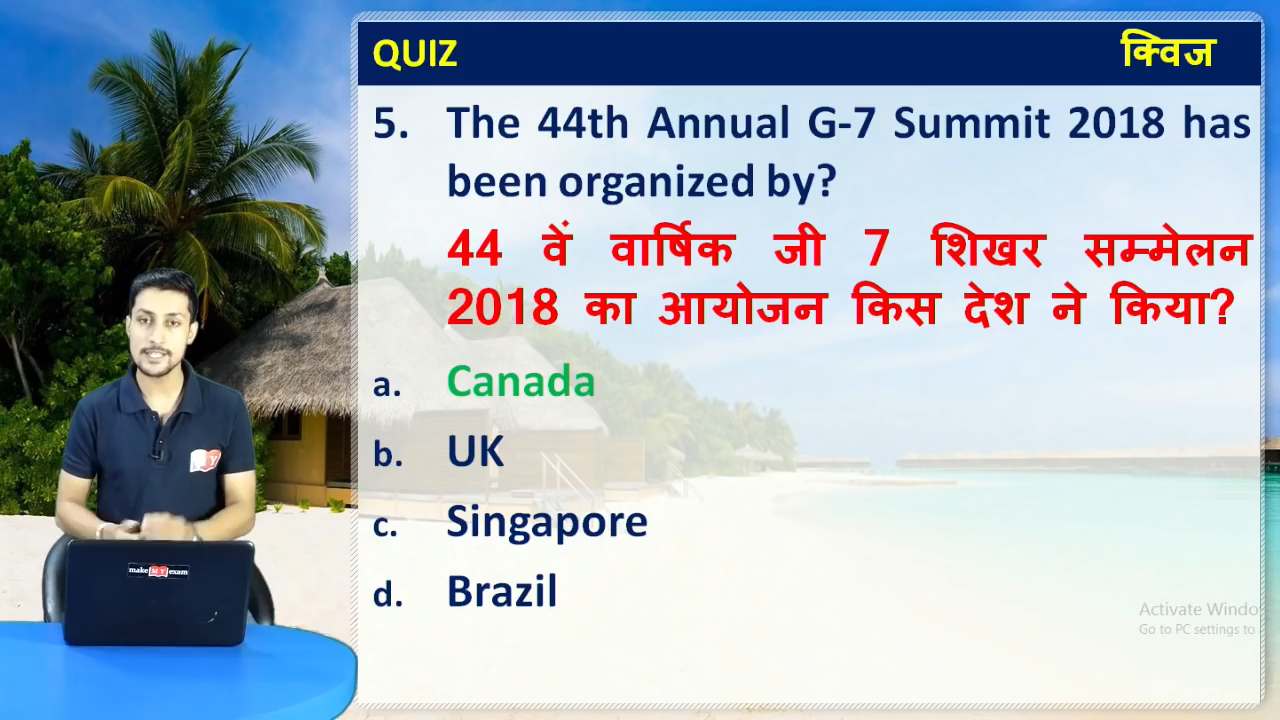 QUIZ क्विज
5. The 44th Annual G-7 Summit 2018 has
been organized by?
44 वें वार्षिक जी 7 शिखर सम्मेलन
2018 का आयोजन किस देश ने किया?
a. Canada
b. UK
c. Singapore
d. Brazil
make MY exam
Activate Windo
Go to PC settings to